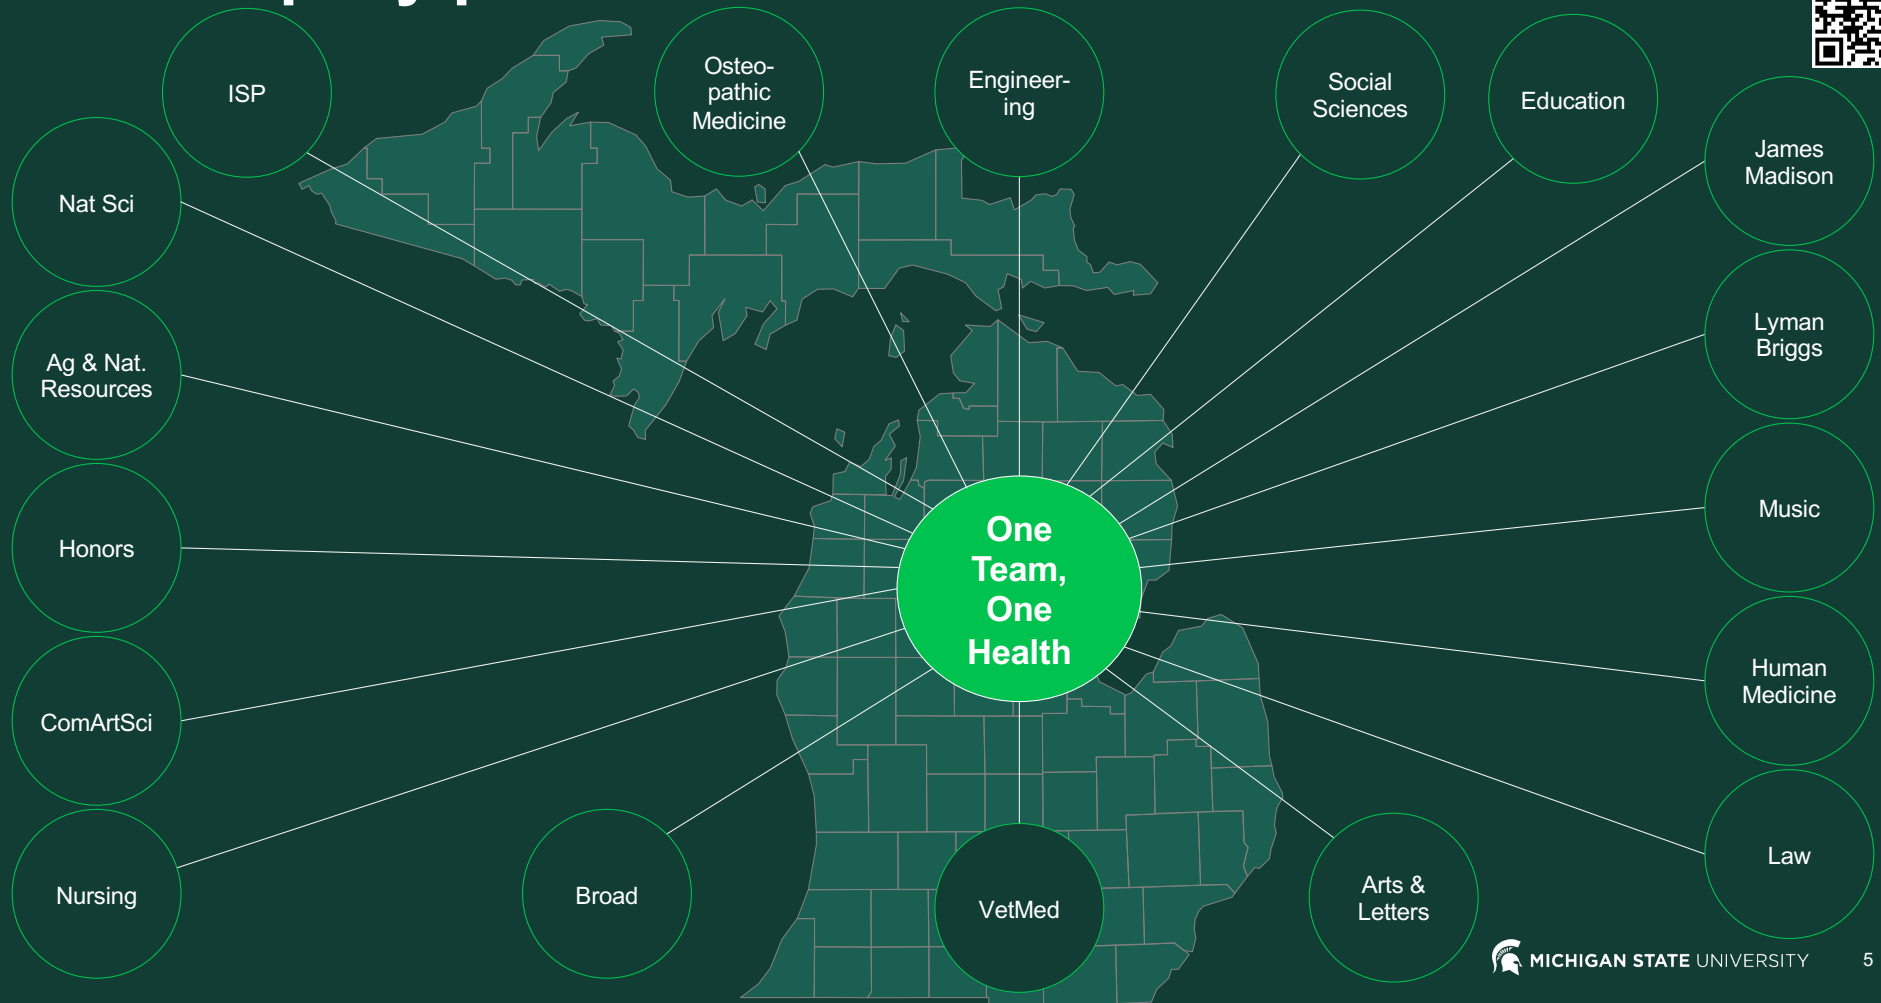 ISP
Osteo-
pathic
Medicine
Engineer-
ing
Social
Sciences
Education
James
Madison
Nat Sci
Lyman
Briggs
Ag & Nat.
Resources
Music
One
Team,
One
Health
Honors
Human
Medicine
ComArtSci
Law
Nursing
Broad
VetMed
Arts &
Letters
MICHIGAN STATE UNIVERSITY
5